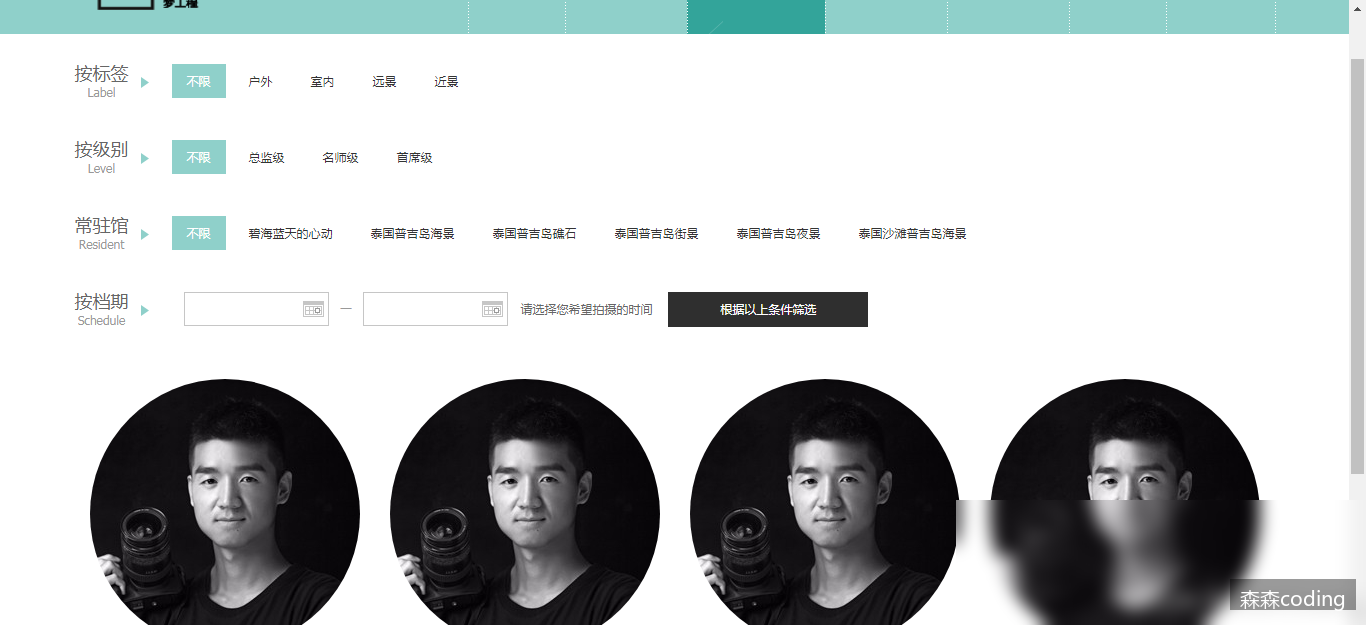 梦工程
按标签 不限 户外 室内 远景 近景
Label
按级别 不限 总监级 名师级 首席级
Level
常驻馆 不限 碧海蓝天的心动 泰国普吉岛海景 泰国普吉岛礁石 泰国普吉岛街景 泰国普吉岛夜景 泰国沙滩普吉岛海景
Resident
按档期 — 请选择您希望拍摄的时间 根据以上条件筛选
Schedule
森森coding